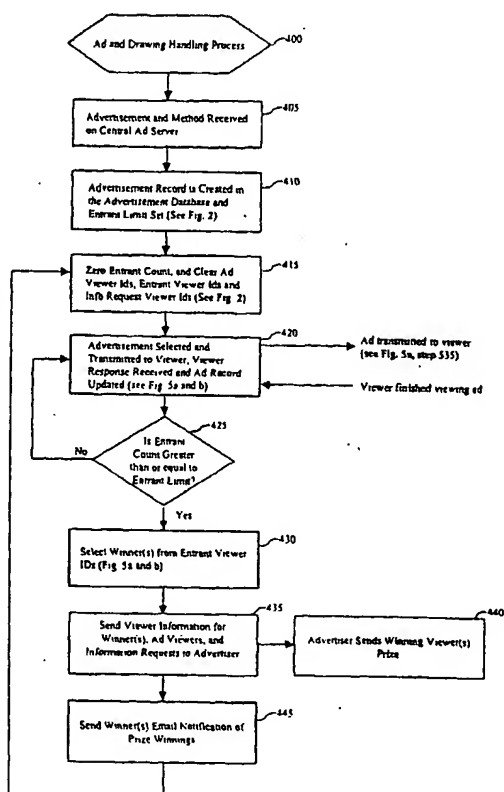 Ad and Drawing Handling Process
400
405
Advertisement and Method Received
on Central Ad Server
410
Advertisement Record is Created in
the Advertisement Database and
Entrant Limit Set (See Fig. 2)
415
Zero Entrant Count, and Clear Ad
Viewer Ids, Entrant Viewer Ids and
Info Request Viewer Ids (See Fig. 2)
420
Advertisement Selected and
Transmitted to Viewer, Viewer
Response Received and Ad Record
Updated (see Fig. 5a and b)
Ad transmitted to viewer
(see Fig. 5a, step 535)
Viewer finished viewing ad
425
No
Is Entrant
Count Greater
than or equal to
Entrant Limit?
Yes
430
Select Winner(s) from Entrant Viewer
IDs (Fig. 5a and b)
435
Send Viewer Information for
Winner(s), Ad Viewers, and
Information Requests to Advertiser
440
Advertiser Sends Winning Viewer(s)
Prize
445
Send Winner(s) Email Notification of
Prize Winnings